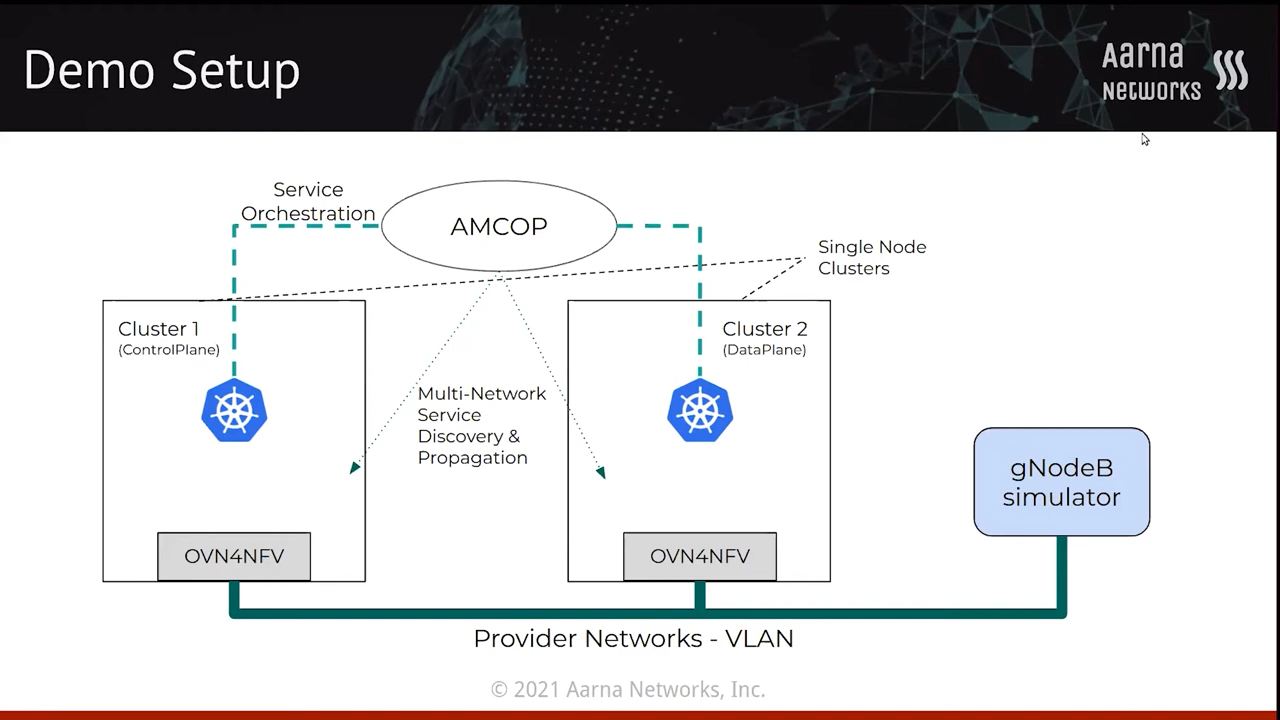 Demo Setup
Aarna
Networks
Service
Orchestration
AMCOP
Single Node
Clusters
Cluster 1
(ControlPlane)
Cluster 2
(DataPlane)
Multi-Network
Service
Discovery &
Propagation
gNodeB
simulator
OVN4NFV
OVN4NFV
Provider Networks - VLAN
© 2021 Aarna Networks, Inc.